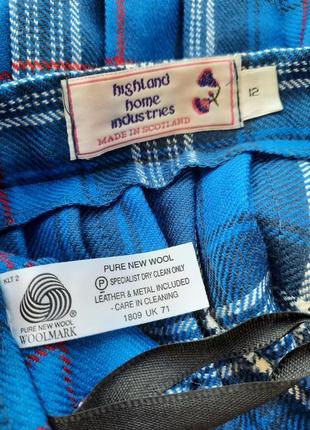 highland
home
industries
MADE IN SCOTLAND
12
KLT 2
PURE NEW WOOL
P SPECIALIST DRY CLEAN ONLY
LEATHER & METAL INCLUDED
- CARE IN CLEANING
1809 UK 71
PURE NEW WOOL
WOOLMARK